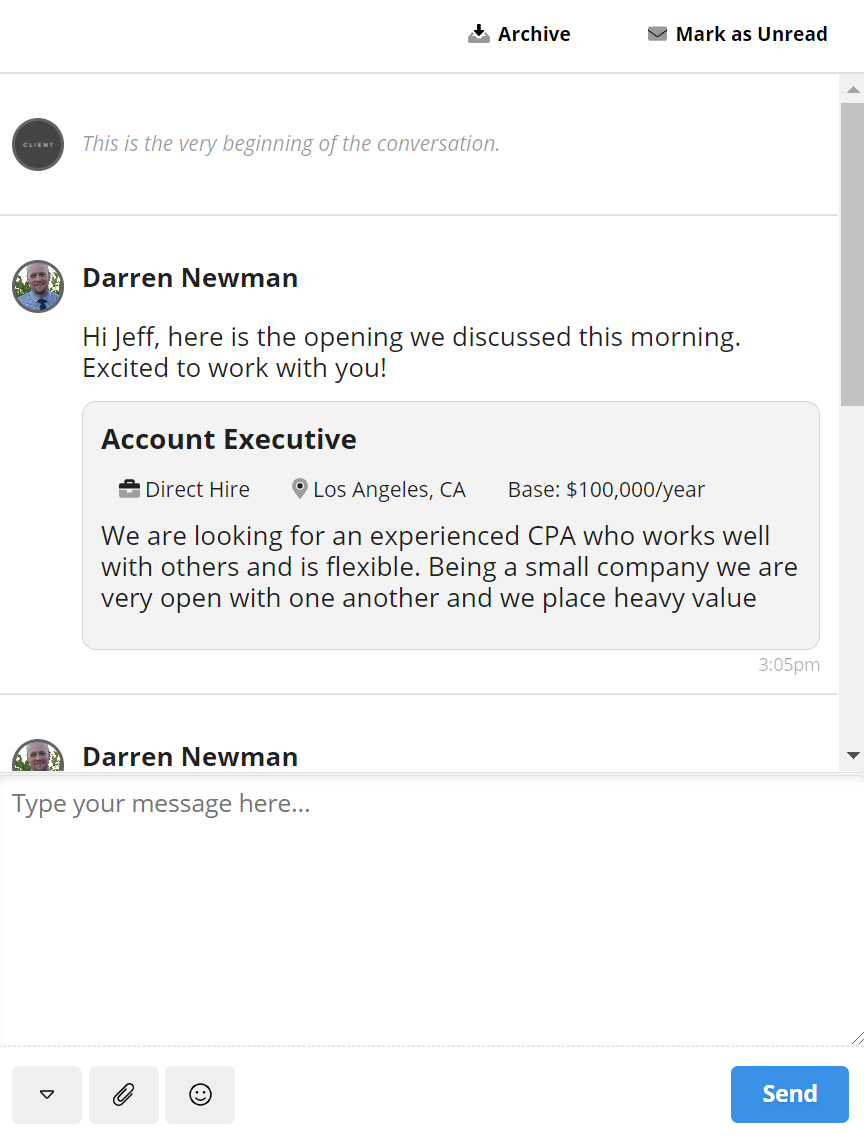 Archive
Mark as Unread
CLIENT
This is the very beginning of the conversation.
Darren Newman
Hi Jeff, here is the opening we discussed this morning.
Excited to work with you!
Account Executive
Direct Hire
Los Angeles, CA
Base: $100,000/year
We are looking for an experienced CPA who works well
with others and is flexible. Being a small company we are
very open with one another and we place heavy value
3:05pm
Darren Newman
Type your message here...
Send